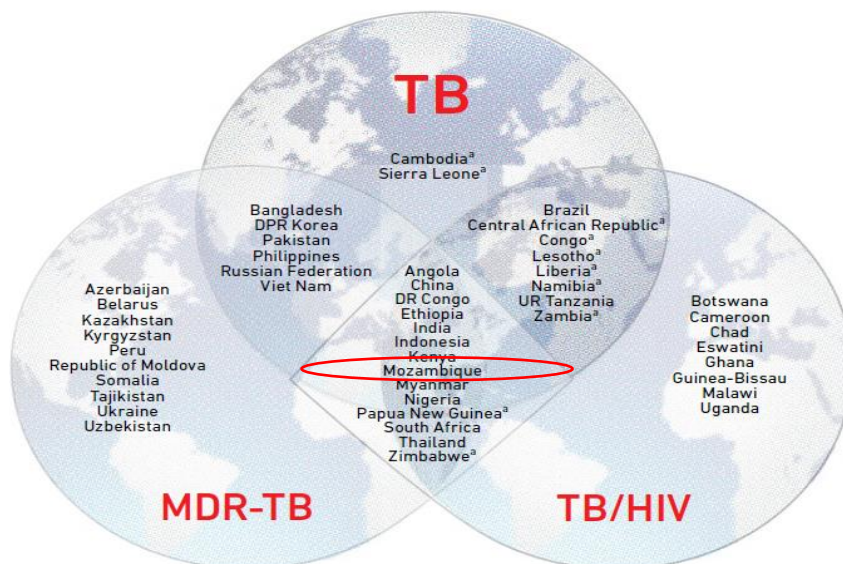 TB
Cambodiaᵃ
Sierra Leoneᵃ
Bangladesh
DPR Korea
Pakistan
Philippines
Russian Federation
Viet Nam
Brazil
Central African Republicᵃ
Congoᵃ
Lesothoᵃ
Liberiaᵃ
Namibiaᵃ
UR Tanzania
Zambiaᵃ
Angola
China
DR Congo
Ethiopia
India
Indonesia
Kenya
Mozambique
Myanmar
Nigeria
Papua New Guineaᵃ
South Africa
Thailand
Zimbabweᵃ
Azerbaijan
Belarus
Kazakhstan
Kyrgyzstan
Peru
Republic of Moldova
Somalia
Tajikistan
Ukraine
Uzbekistan
Botswana
Cameroon
Chad
Eswatini
Ghana
Guinea-Bissau
Malawi
Uganda
MDR-TB
TB/HIV